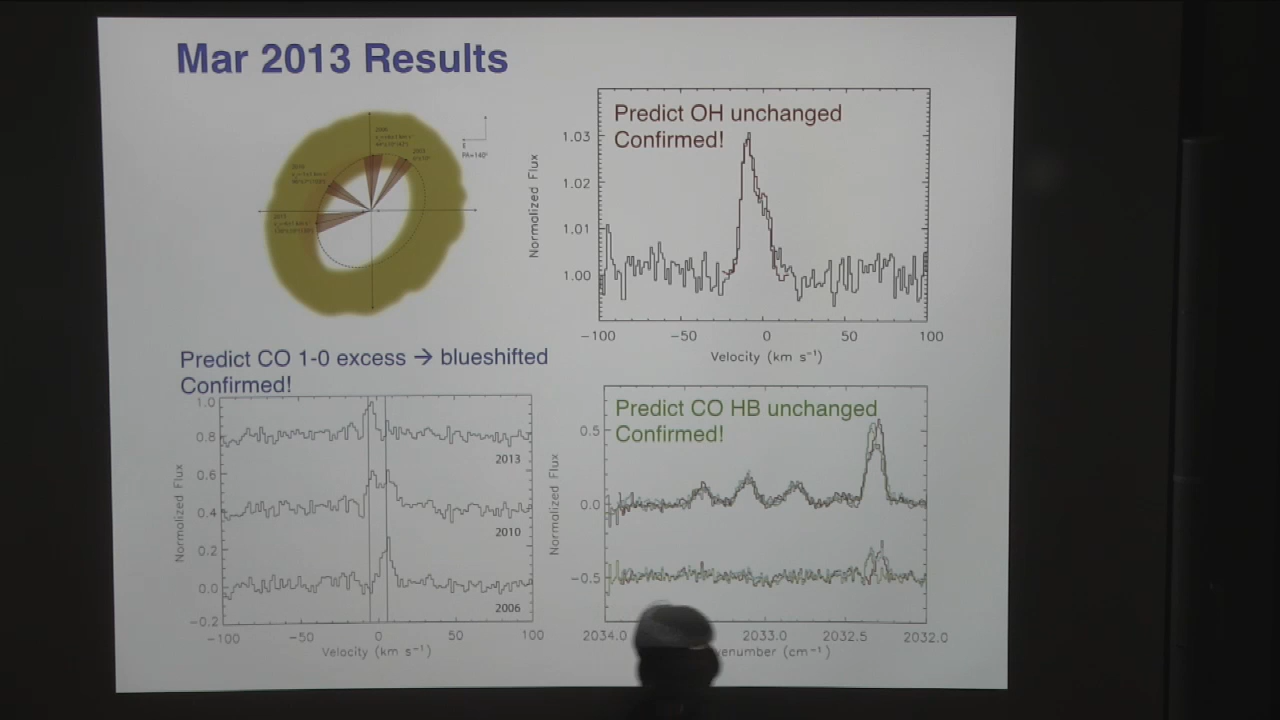 Mar 2013 Results
E
PA=140°
Predict OH unchanged
Confirmed!
Normalized Flux
1.03
1.02
1.01
1.00
−100 −50 0 50 100
Velocity (km s⁻¹)
Predict CO 1-0 excess → blueshifted
Confirmed!
Normalized Flux
1.0
0.8
0.6
0.4
0.2
0.0
−0.2
2013
2010
2006
−100 −50 0 50 100
Velocity (km s⁻¹)
Predict CO HB unchanged
Confirmed!
Normalized Flux
0.5
0.0
−0.5
2034.0 2033.0 2032.5 2032.0
venumber (cm⁻¹)